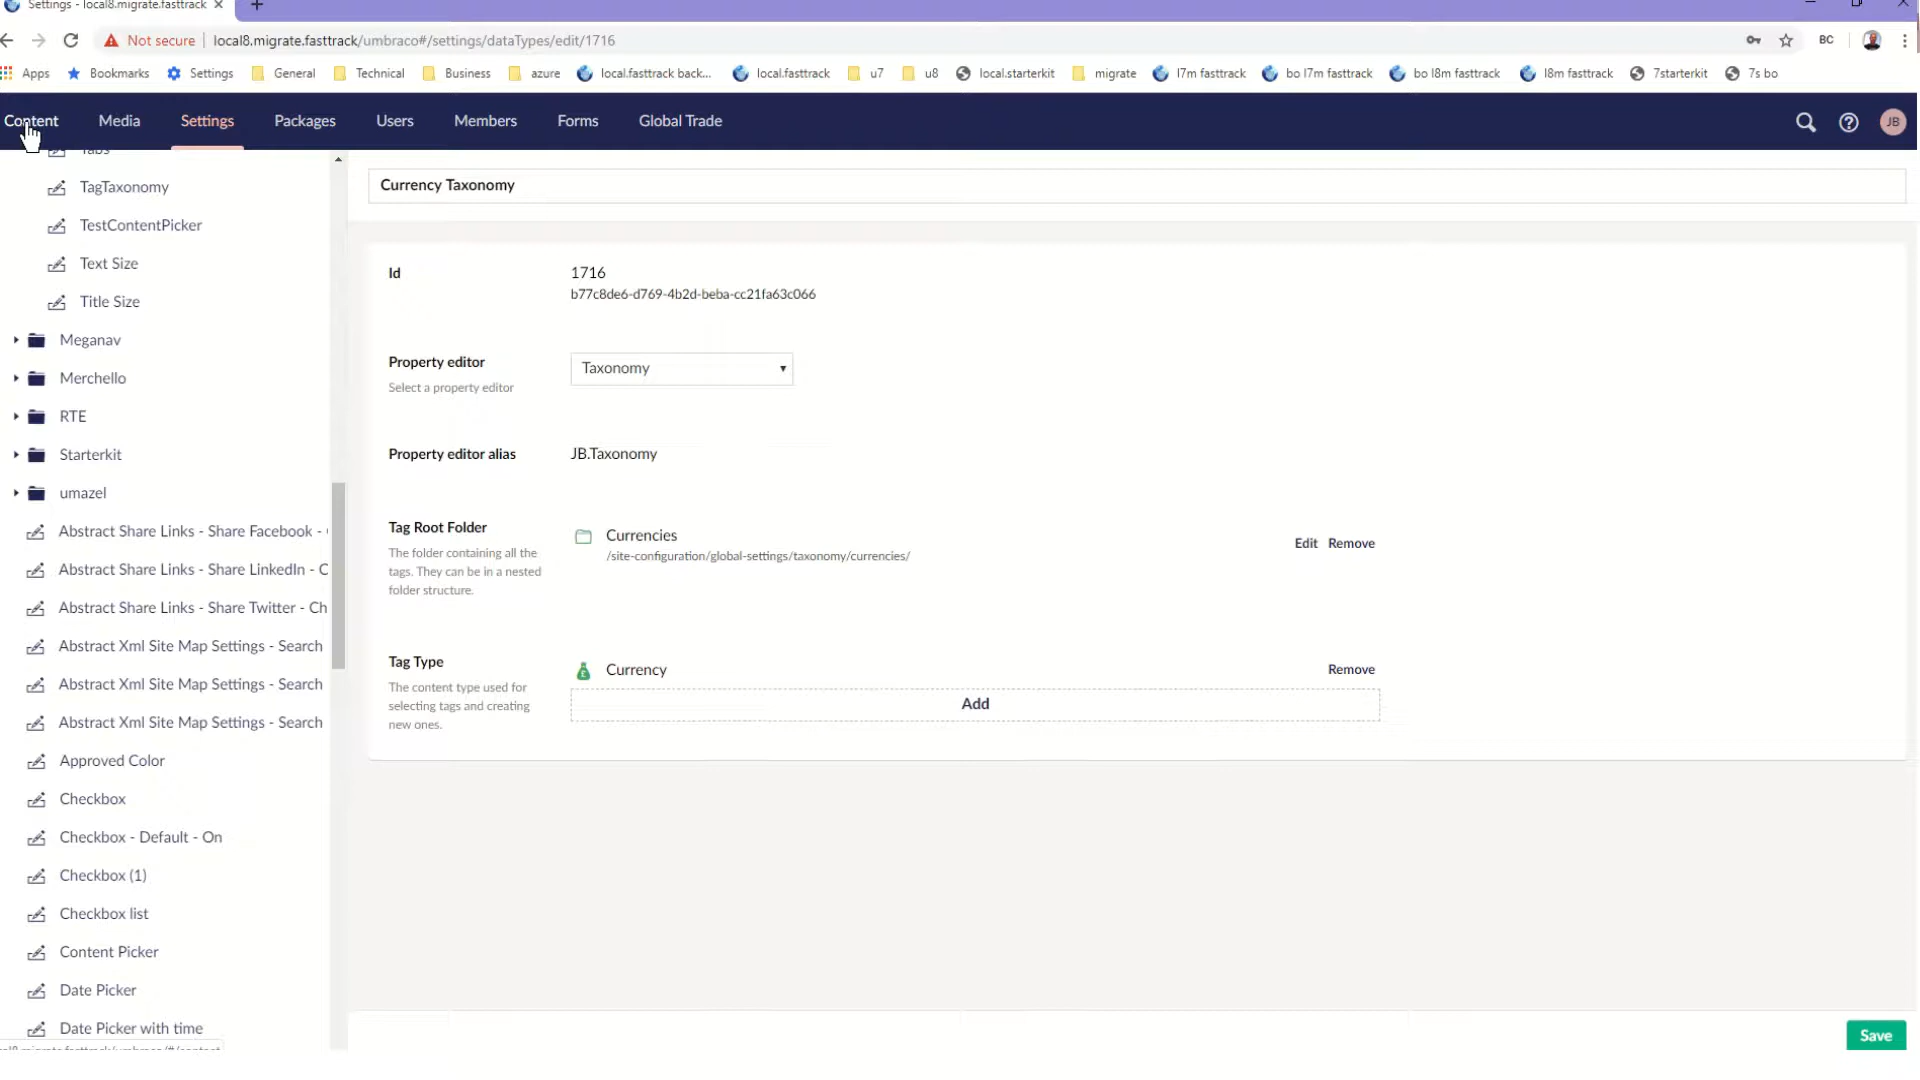 Settings - local8.migrate.fasttrack
Not secure
local8.migrate.fasttrack/umbraco#/settings/dataTypes/edit/1716
BC
Apps
Bookmarks
Settings
General
Technical
Business
azure
local.fasttrack back...
local.fasttrack
u7
u8
local.starterkit
migrate
l7m fasttrack
bo l7m fasttrack
bo l8m fasttrack
l8m fasttrack
7starterkit
7s bo
Content
Media
Settings
Packages
Users
Members
Forms
Global Trade
JB
Tabs
TagTaxonomy
TestContentPicker
Text Size
Title Size
Meganav
Merchello
RTE
Starterkit
umazel
Abstract Share Links - Share Facebook -
Abstract Share Links - Share LinkedIn - C
Abstract Share Links - Share Twitter - Ch
Abstract Xml Site Map Settings - Search
Abstract Xml Site Map Settings - Search
Abstract Xml Site Map Settings - Search
Approved Color
Checkbox
Checkbox - Default - On
Checkbox (1)
Checkbox list
Content Picker
Date Picker
Date Picker with time
Currency Taxonomy
Id
1716
b77c8de6-d769-4b2d-beba-cc21fa63c066
Property editor
Select a property editor
Taxonomy
Property editor alias
JB.Taxonomy
Tag Root Folder
The folder containing all the
tags. They can be in a nested
folder structure.
Currencies
/site-configuration/global-settings/taxonomy/currencies/
Edit
Remove
Tag Type
The content type used for
selecting tags and creating
new ones.
Currency
Remove
Add
Save